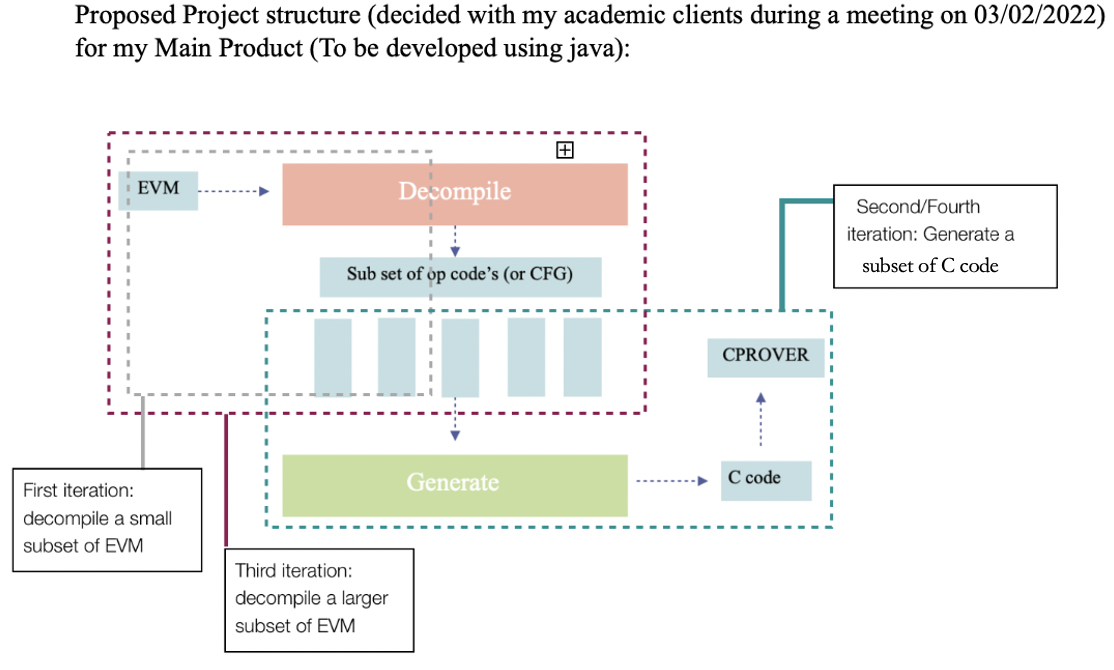 Proposed Project structure (decided with my academic clients during a meeting on 03/02/2022)
for my Main Product (To be developed using java):
EVM
Decompile
Sub set of op code's (or CFG)
Second/Fourth
iteration: Generate a
subset of C code
CPROVER
Generate
C code
First iteration:
decompile a small
subset of EVM
Third iteration:
decompile a larger
subset of EVM